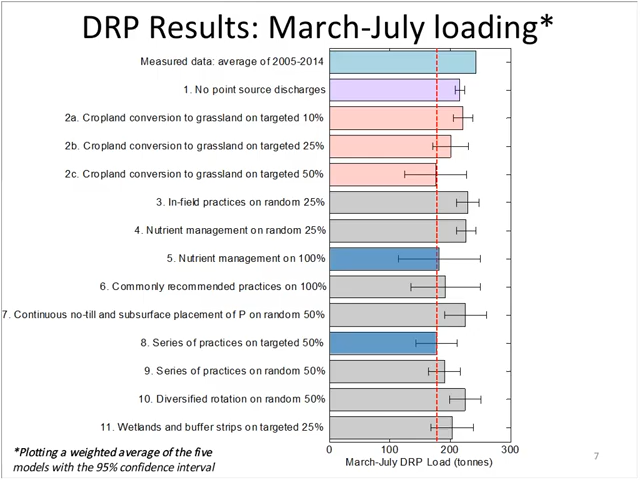 DRP Results: March-July loading*
Measured data: average of 2005-2014
1. No point source discharges
2a. Cropland conversion to grassland on targeted 10%
2b. Cropland conversion to grassland on targeted 25%
2c. Cropland conversion to grassland on targeted 50%
3. In-field practices on random 25%
4. Nutrient management on random 25%
5. Nutrient management on 100%
6. Commonly recommended practices on 100%
7. Continuous no-till and subsurface placement of P on random 50%
8. Series of practices on targeted 50%
9. Series of practices on random 50%
10. Diversified rotation on random 50%
11. Wetlands and buffer strips on targeted 25%
0 100 200 300
March-July DRP Load (tonnes)
*Plotting a weighted average of the five
models with the 95% confidence interval
7